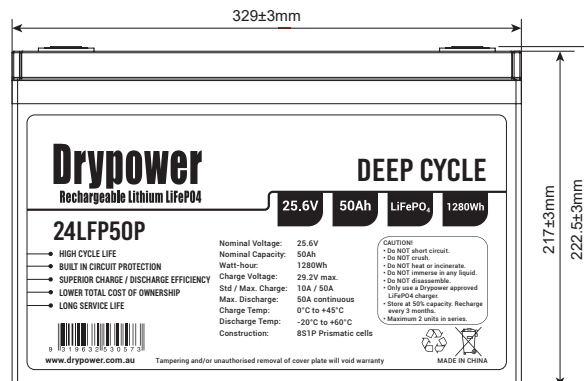 329±3mm
Drypower
Rechargeable Lithium LiFePO4
DEEP CYCLE
25.6V
50Ah
LiFePO4
1280Wh
24LFP50P
HIGH CYCLE LIFE
BUILT IN CIRCUIT PROTECTION
SUPERIOR CHARGE / DISCHARGE EFFICIENCY
LOWER TOTAL COST OF OWNERSHIP
LONG SERVICE LIFE
Nominal Voltage: 25.6V
Nominal Capacity: 50Ah
Watt-hour: 1280Wh
Charge Voltage: 29.2V max.
Std / Max. Charge: 10A / 50A
Max. Discharge: 50A continuous
Charge Temp: 0°C to +45°C
Discharge Temp: -20°C to +60°C
Construction: 8S1P Prismatic cells
CAUTION!
• Do NOT short circuit.
• Do NOT crush.
• Do NOT heat or incinerate.
• Do NOT immerse in any liquid.
• Do NOT disassemble.
• Only use a Drypower approved
LiFePO4 charger.
• Store at 50% capacity. Recharge
every 3 months.
• Maximum 2 units in series.
9 319632 530573
www.drypower.com.au
Tampering and/or unauthorised removal of cover plate will void warranty
MADE IN CHINA
217±3mm
222.5±3mm